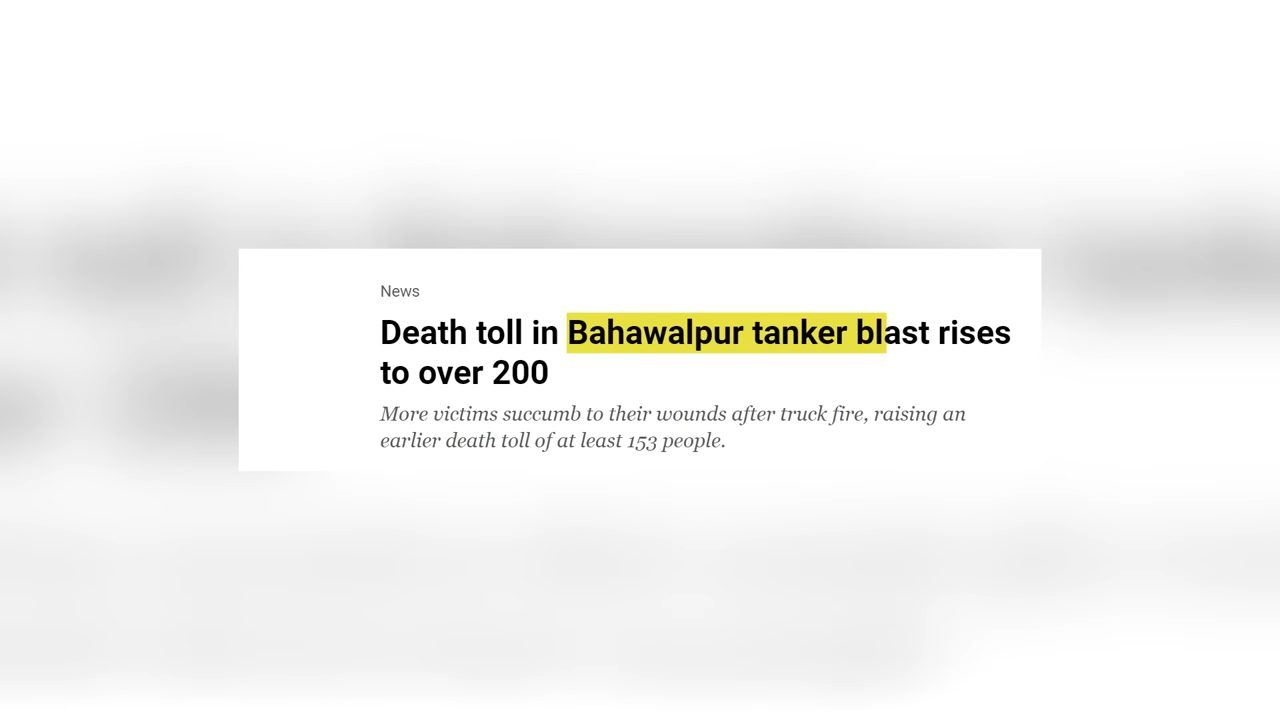 News
Death toll in Bahawalpur tanker blast rises
to over 200
More victims succumb to their wounds after truck fire, raising an
earlier death toll of at least 153 people.